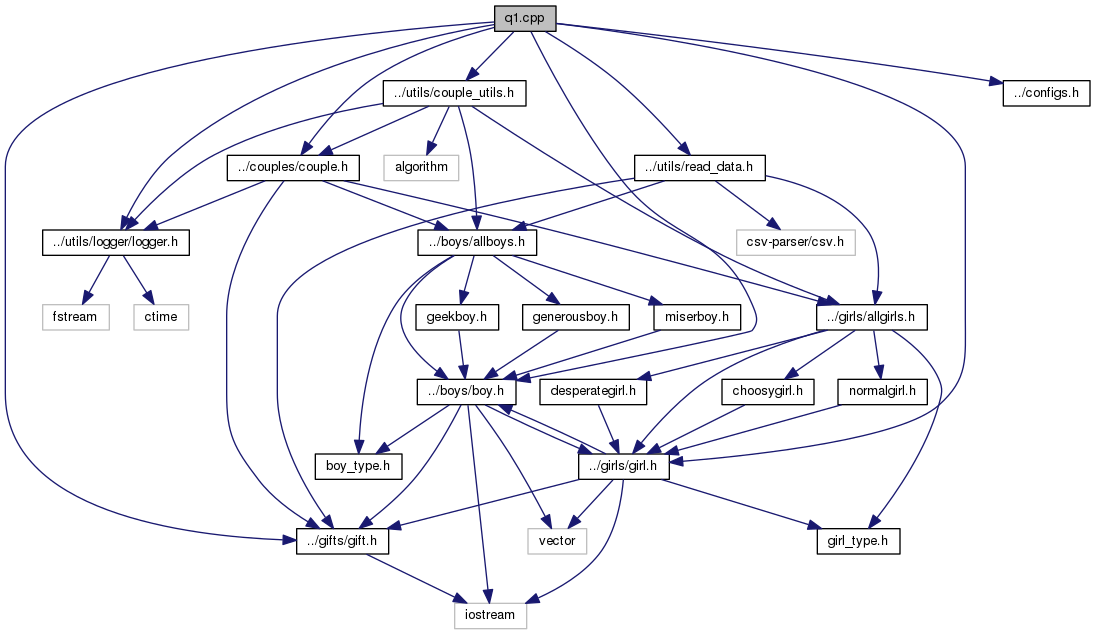 q1.cpp
../utils/couple_utils.h
../configs.h
../couples/couple.h
algorithm
../utils/read_data.h
../utils/logger/logger.h
../boys/allboys.h
csv-parser/csv.h
fstream
ctime
geekboy.h
generousboy.h
miserboy.h
../girls/allgirls.h
../boys/boy.h
desperategirl.h
choosygirl.h
normalgirl.h
boy_type.h
../girls/girl.h
../gifts/gift.h
vector
girl_type.h
iostream